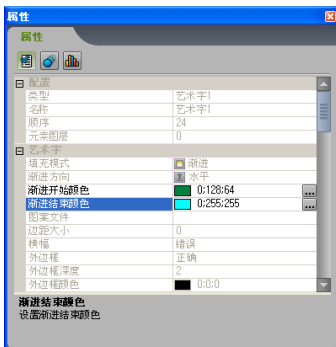 属性
属性
配置
类型 艺术字1
名称 艺术字1
顺序 24
元素图层 0
艺术字
填充模式 渐进
渐进方向 水平
渐进开始颜色 0;128;64 ...
渐进结束颜色 0;255;255 ...
图案文件
边距大小 0
横幅 错误
外边框 正确
外边框深度 2
外边框颜色 0;0;0
渐进结束颜色
设置渐进结束颜色